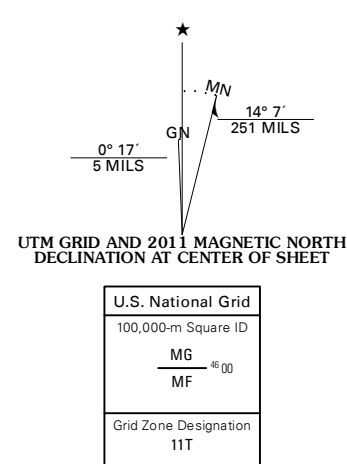 ★
MN
GN
14° 7´
251 MILS
0° 17´
5 MILS
UTM GRID AND 2011 MAGNETIC NORTH
DECLINATION AT CENTER OF SHEET
U.S. National Grid
100,000-m Square ID
MG
46 00
MF
Grid Zone Designation
11T